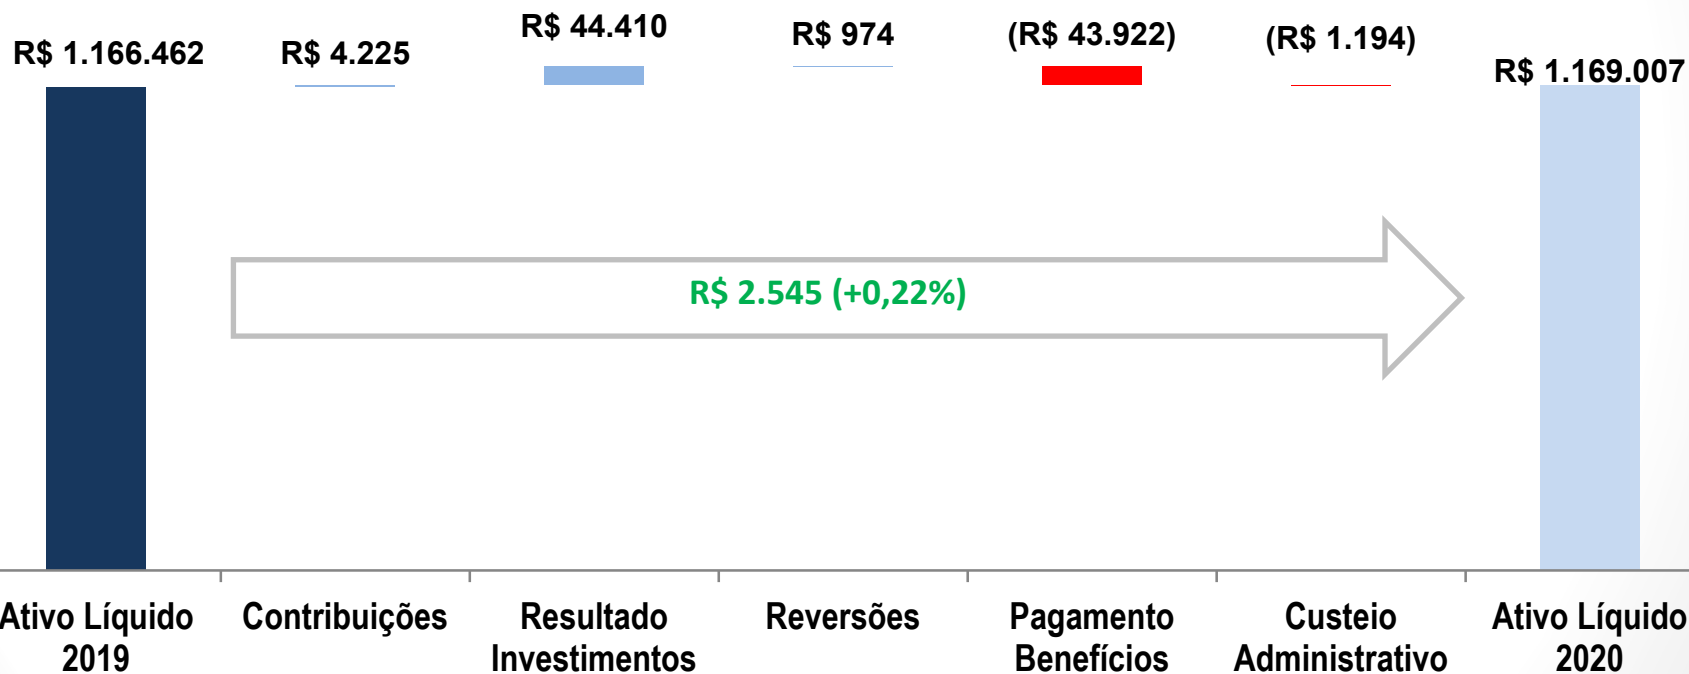 R$ 1.166.462
R$ 4.225
R$ 44.410
R$ 974
(R$ 43.922)
(R$ 1.194)
R$ 1.169.007
R$ 2.545 (+0,22%)
Ativo Líquido
2019
Contribuições
Resultado
Investimentos
Reversões
Pagamento
Benefícios
Custeio
Administrativo
Ativo Líquido
2020